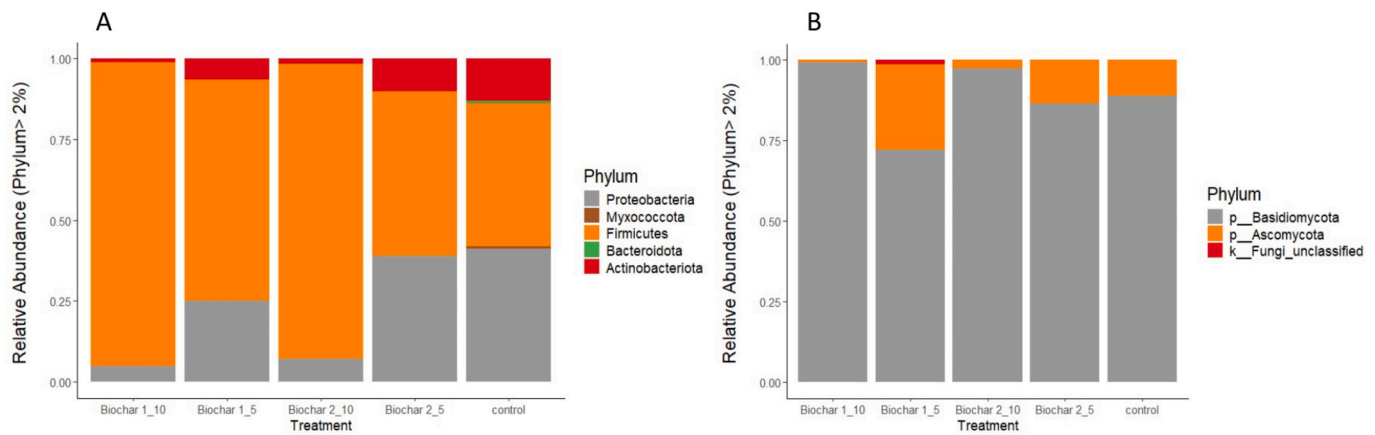 A
Relative Abundance (Phylum> 2%)
1.00
0.75
0.50
0.25
0.00
Biochar 1_10
Biochar 1_5
Biochar 2_10
Biochar 2_5
control
Treatment
Phylum
Proteobacteria
Myxococcota
Firmicutes
Bacteroidota
Actinobacteriota
B
Relative Abundance (Phylum> 2%)
1.00
0.75
0.50
0.25
0.00
Biochar 1_10
Biochar 1_5
Biochar 2_10
Biochar 2_5
control
Treatment
Phylum
p__Basidiomycota
p__Ascomycota
k__Fungi_unclassified